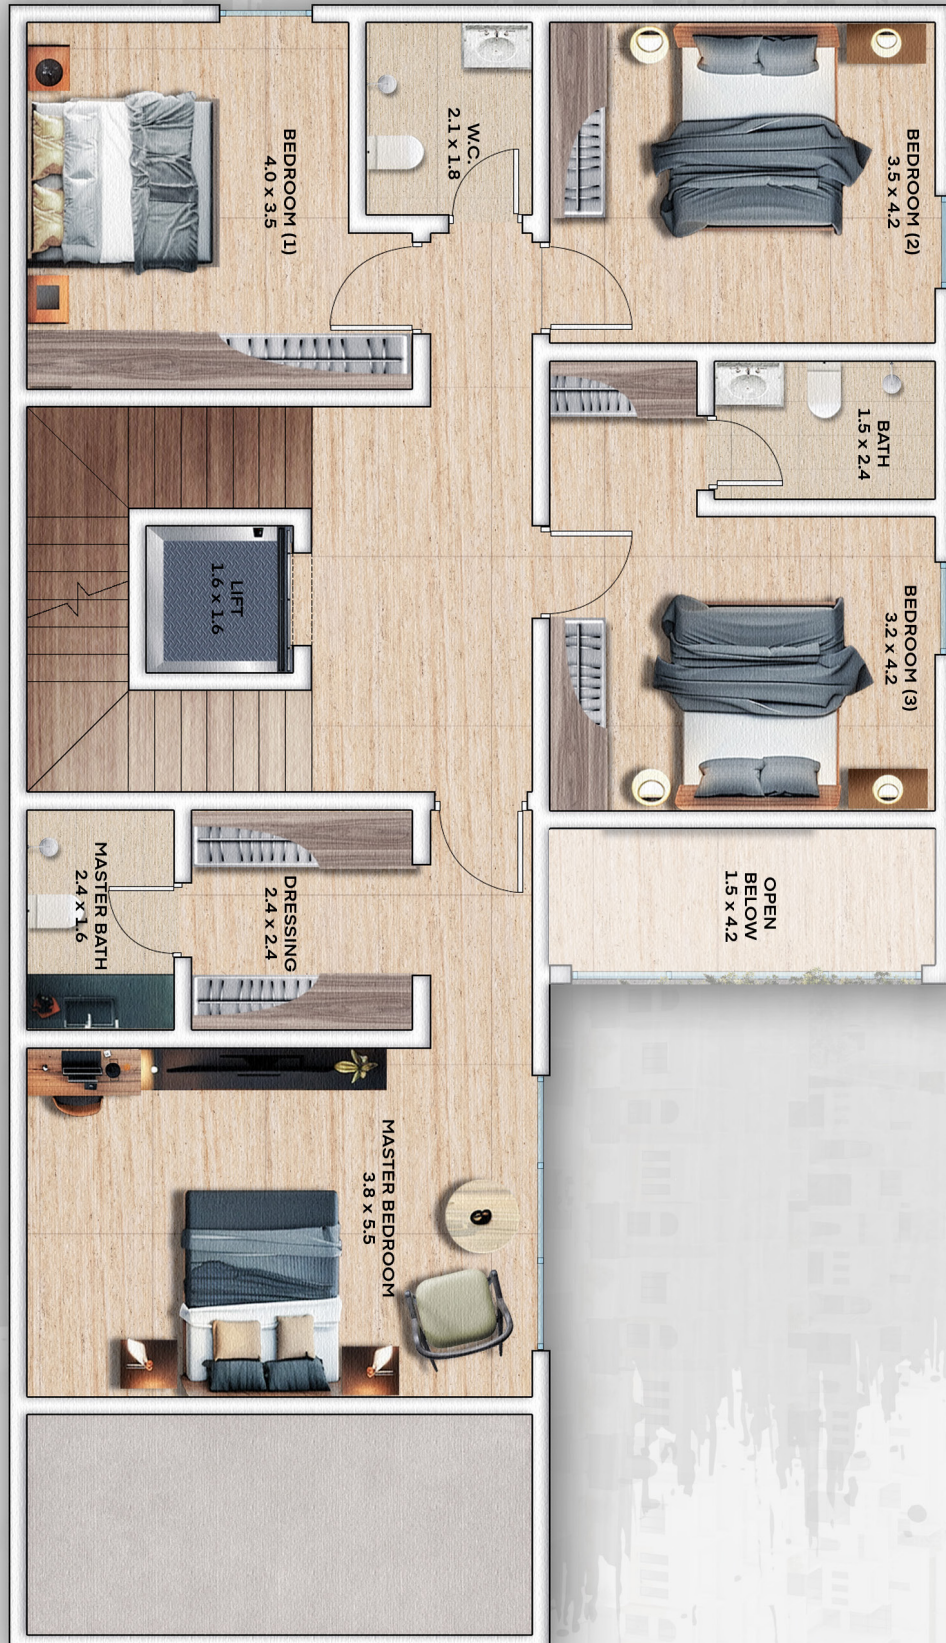 BEDROOM (1)
4.0 x 3.5
W.C.
2.1 x 1.8
BEDROOM (2)
3.5 x 4.2
BATH
1.5 x 2.4
LIFT
1.6 x 1.6
BEDROOM (3)
3.2 x 4.2
MASTER BATH
2.4 x 1.6
DRESSING
2.4 x 2.4
OPEN
BELOW
1.5 x 4.2
MASTER BEDROOM
3.8 x 5.5